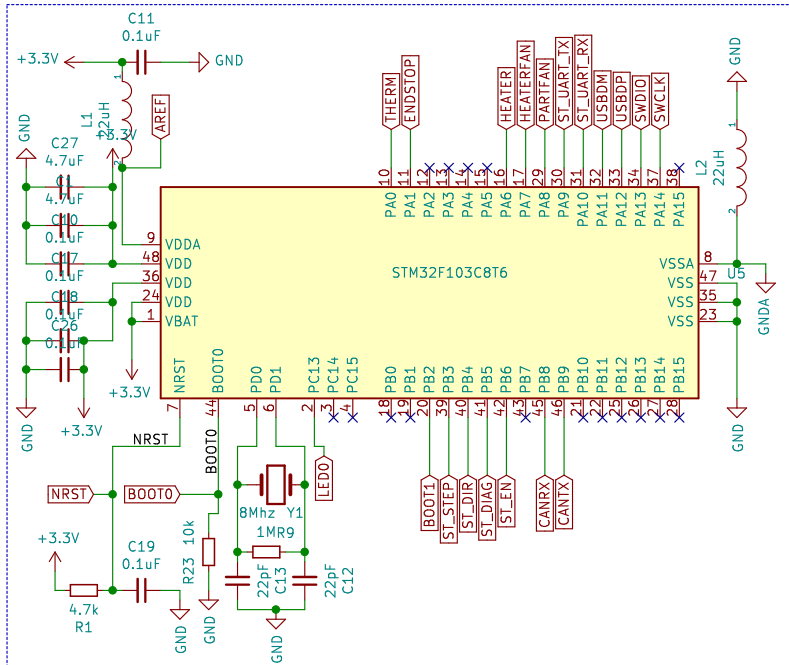 C11
0.1uF
+3.3V
GND
1
L1
22uH
2
AREF
+3.3V
GND
C27
4.7uF
C1
4.7uF
C10
0.1uF
C17
0.1uF
C18
0.1uF
C26
0.1uF
GND
+3.3V
+3.3V
THERM
ENDSTOP
HEATER
HEATERFAN
PARTFAN
ST_UART_TX
ST_UART_RX
USBDM
USBDP
SWDIO
SWCLK
10
11
12
13
14
15
16
17
29
30
31
32
33
34
37
38
PA0
PA1
PA2
PA3
PA4
PA5
PA6
PA7
PA8
PA9
PA10
PA11
PA12
PA13
PA14
PA15
GND
1
L2
22uH
2
9
VDDA
48
VDD
36
VDD
24
VDD
1
VBAT
STM32F103C8T6
U5
VSSA
8
VSS
47
VSS
35
VSS
23
GNDA
GND
NRST
BOOT0
PD0
PD1
PC13
PC14
PC15
PB0
PB1
PB2
PB3
PB4
PB5
PB6
PB7
PB8
PB9
PB10
PB11
PB12
PB13
PB14
PB15
7
44
5
6
2
3
4
18
19
20
39
40
41
42
43
45
46
21
22
25
26
27
28
NRST
BOOT0
LED0
BOOT1
ST_STEP
ST_DIR
ST_DIAG
ST_EN
CANRX
CANTX
NRST
BOOT0
8Mhz Y1
1MR9
R23 10k
22pF
C13
22pF
C12
+3.3V
C19
0.1uF
4.7k
R1
GND
GND
GND